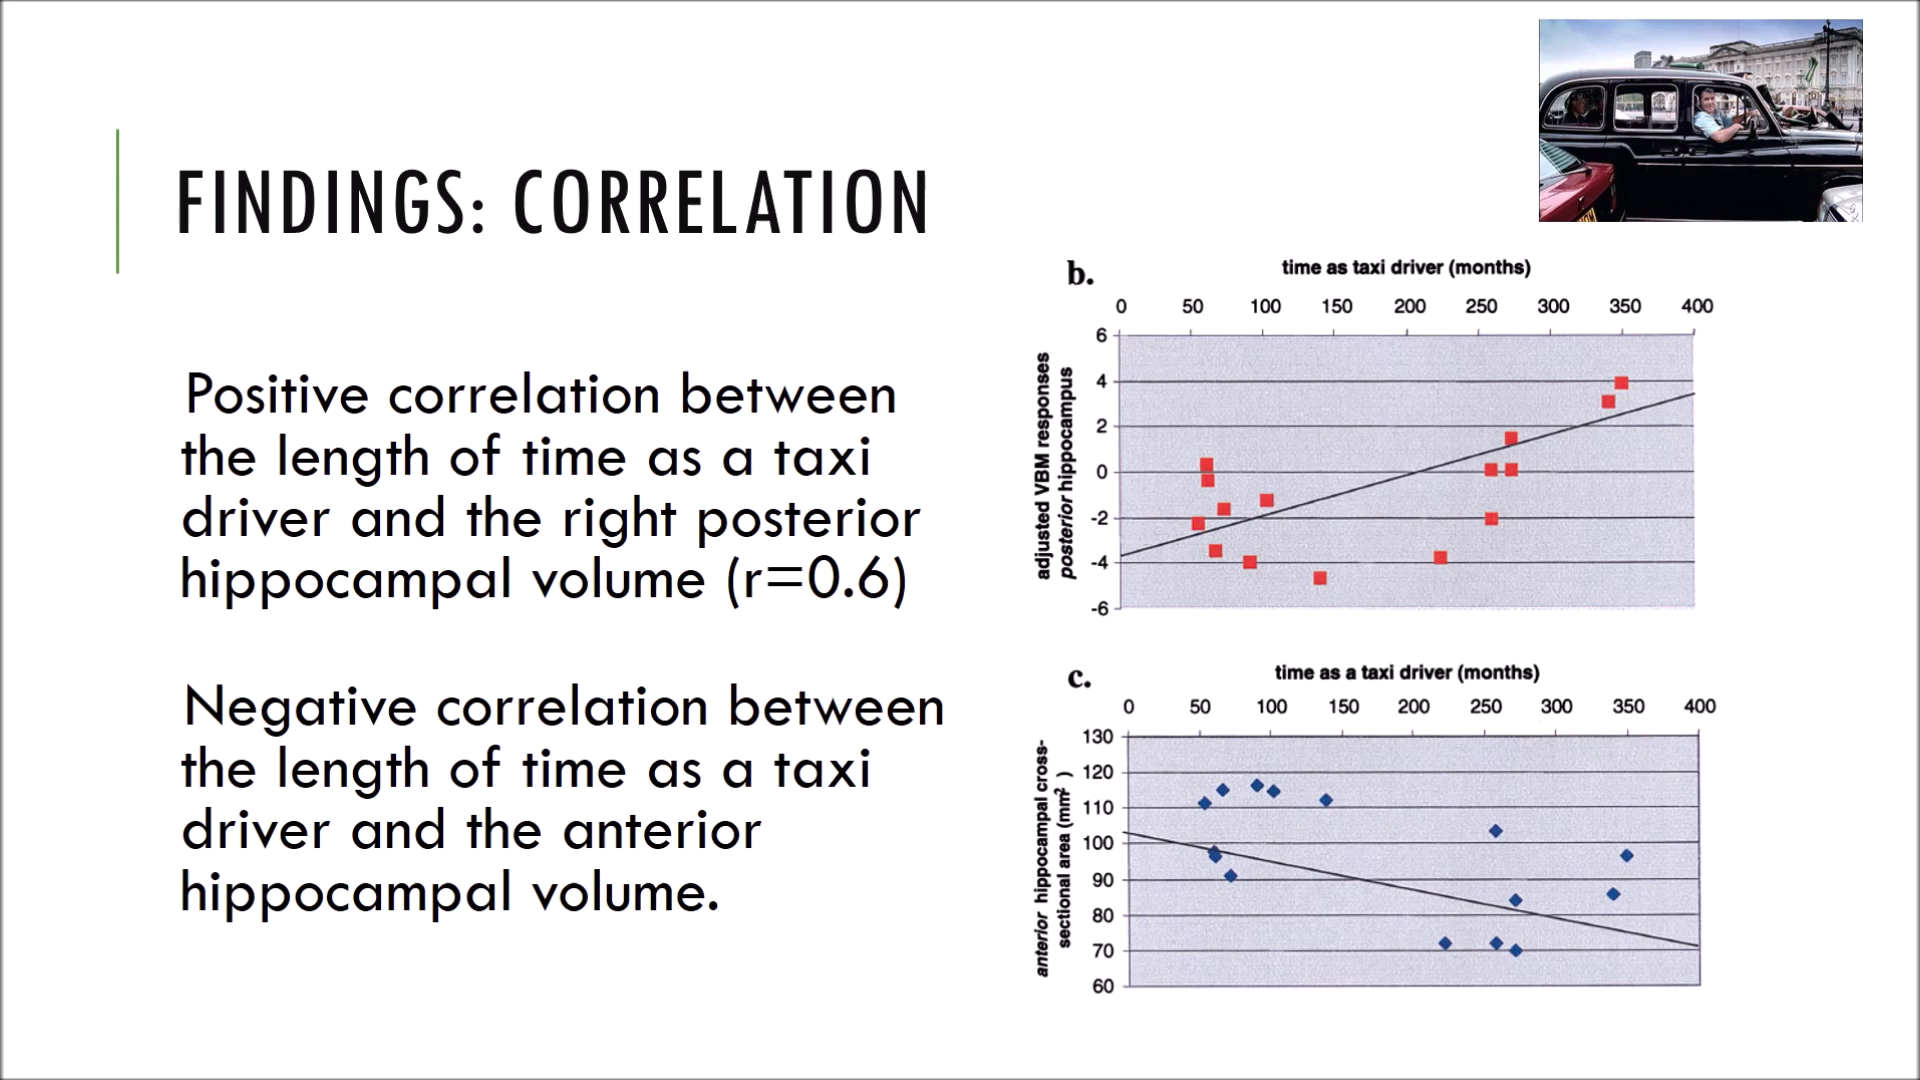 FINDINGS: CORRELATION
Positive correlation between
the length of time as a taxi
driver and the right posterior
hippocampal volume (r=0.6)
Negative correlation between
the length of time as a taxi
driver and the anterior
hippocampal volume.
b.
time as taxi driver (months)
0 50 100 150 200 250 300 350 400
adjusted VBM responses
posterior hippocampus
6
4
2
0
-2
-4
-6
c.
time as a taxi driver (months)
0 50 100 150 200 250 300 350 400
anterior hippocampal cross-
sectional area (mm2 )
130
120
110
100
90
80
70
60